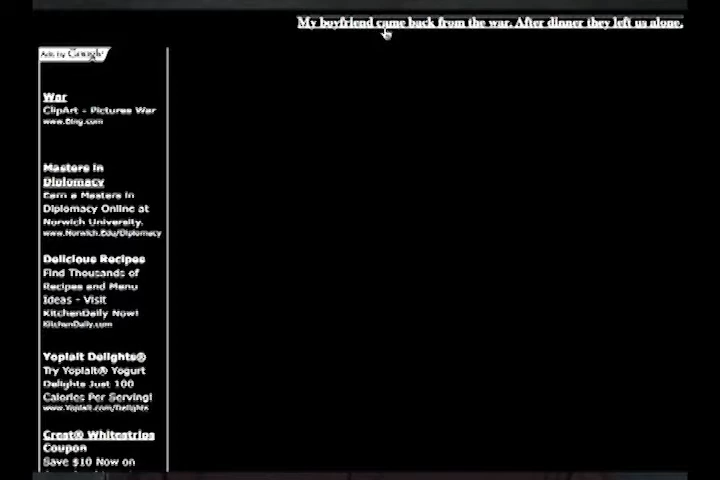 My boyfriend came back from the war. After dinner they left us alone.
Ads by Google
War
ClipArt - Pictures War
www.Bing.com
Masters in
Diplomacy
Earn a Masters in
Diplomacy Online at
Norwich University.
www.Norwich.Edu/Diplomacy
Delicious Recipes
Find Thousands of
Recipes and Menu
Ideas - Visit
KitchenDaily Now!
KitchenDaily.com
Yoplait Delights®
Try Yoplait® Yogurt
Delights Just 100
Calories Per Serving!
www.Yoplait.com/Delights
Crest® Whitestrips
Coupon
Save $10 Now on